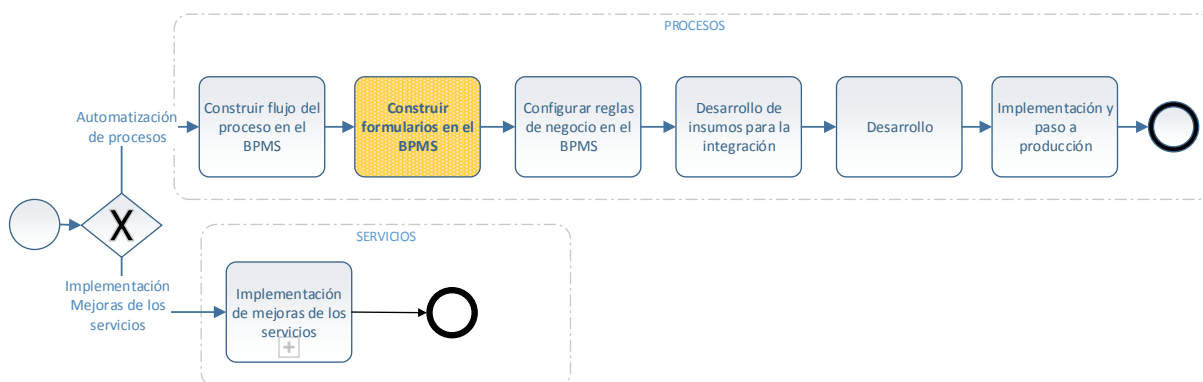 PROCESOS
Automatización
de procesos
Construir flujo del
proceso en el
BPMS
Construir
formularios en el
BPMS
Configurar reglas
de negocio en el
BPMS
Desarrollo de
insumos para la
integración
Desarrollo
Implementación y
paso a
producción
X
SERVICIOS
Implementación
Mejoras de los
servicios
Implementación
de mejoras de los
servicios